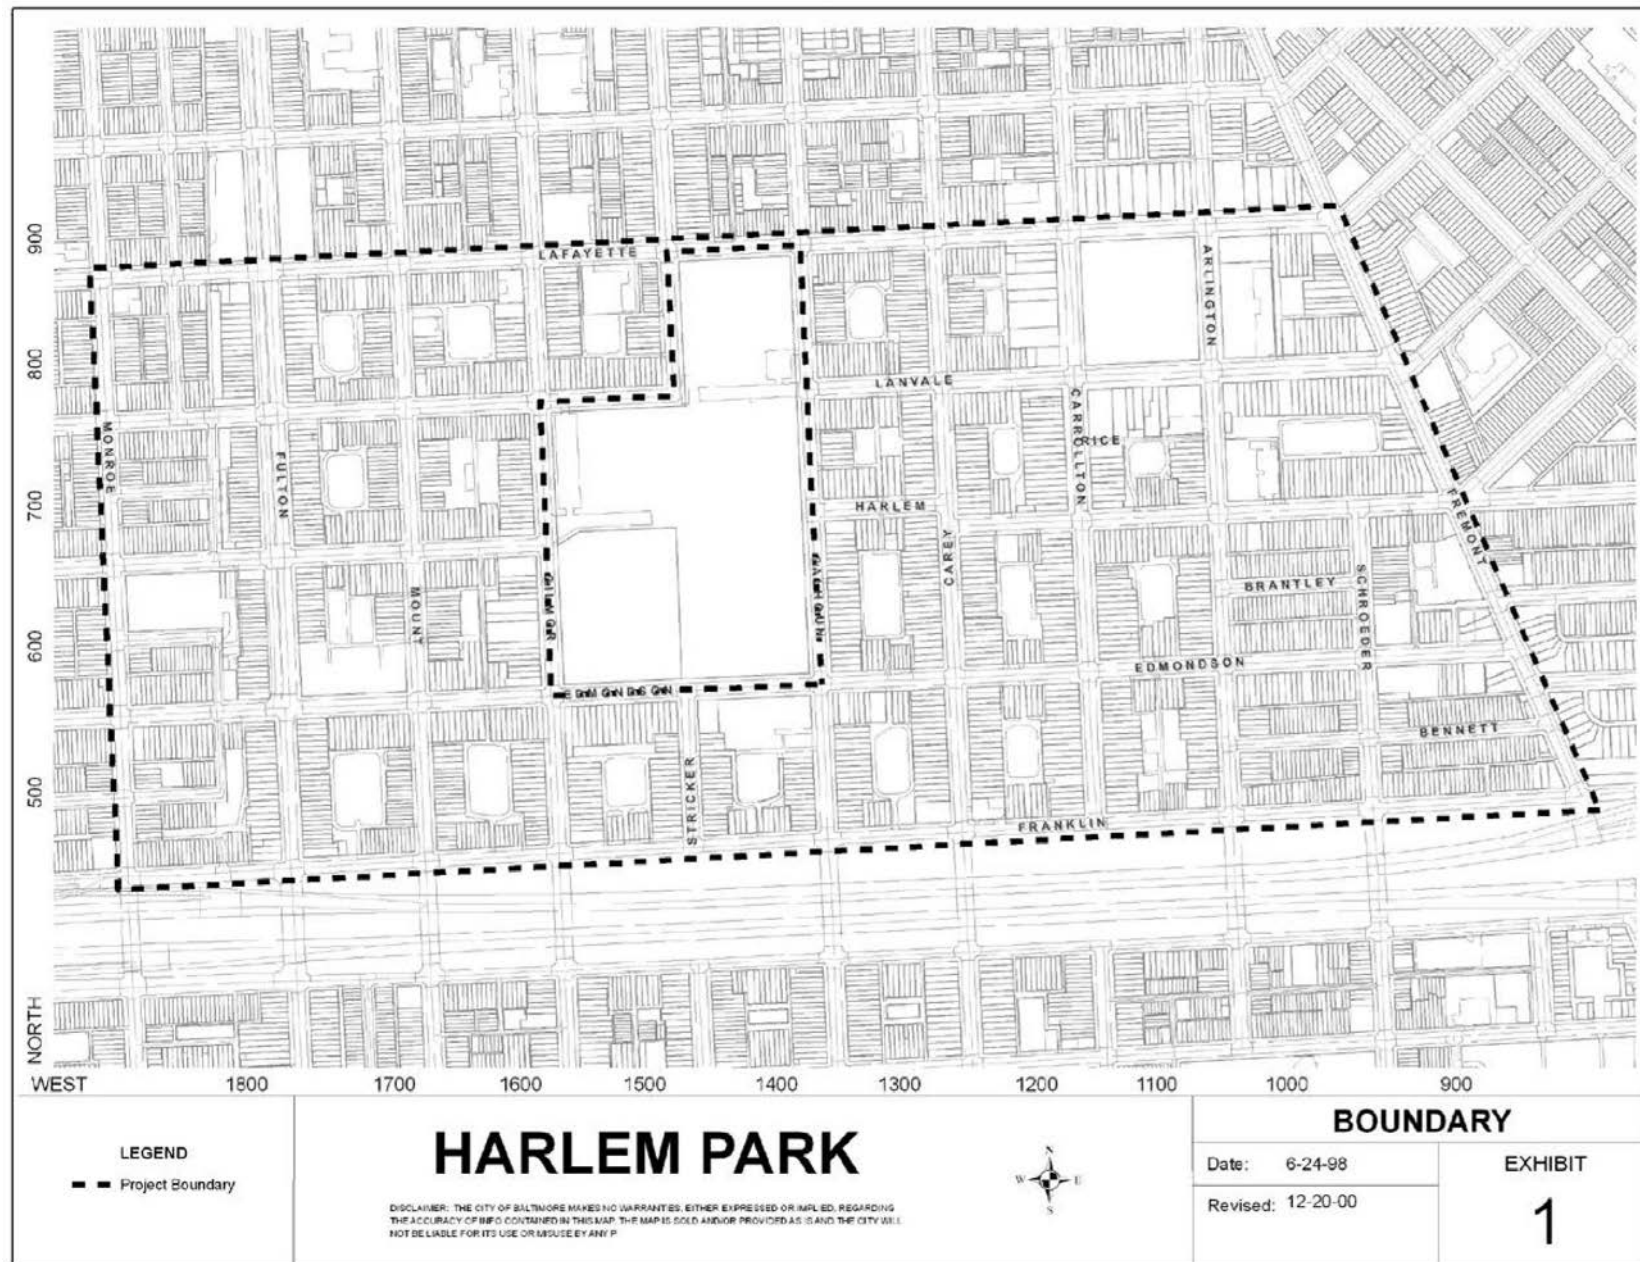 LAFAYETTE
ARLINGTON
LANVALE
CARROLLTON
RICE
MONROE
FULTON
HARLEM
FREMONT
CAREY
BRANTLEY
SCHROEDER
MOUNT
EDMONDSON
BENNETT
STRICKER
FRANKLIN
900
800
700
600
500
NORTH
WEST 1800 1700 1600 1500 1400 1300 1200 1100 1000 900
LEGEND
Project Boundary
HARLEM PARK
DISCLAIMER: THE CITY OF BALTIMORE MAKES NO WARRANTIES, EITHER EXPRESSED OR IMPLIED, REGARDING
THE ACCURACY OF INFO CONTAINED IN THIS MAP. THE MAP IS SOLD AND/OR PROVIDED AS IS AND THE CITY WILL
NOT BE LIABLE FOR ITS USE OR MISUSE BY ANY P
N
W E
S
BOUNDARY
Date: 6-24-98
Revised: 12-20-00
EXHIBIT
1